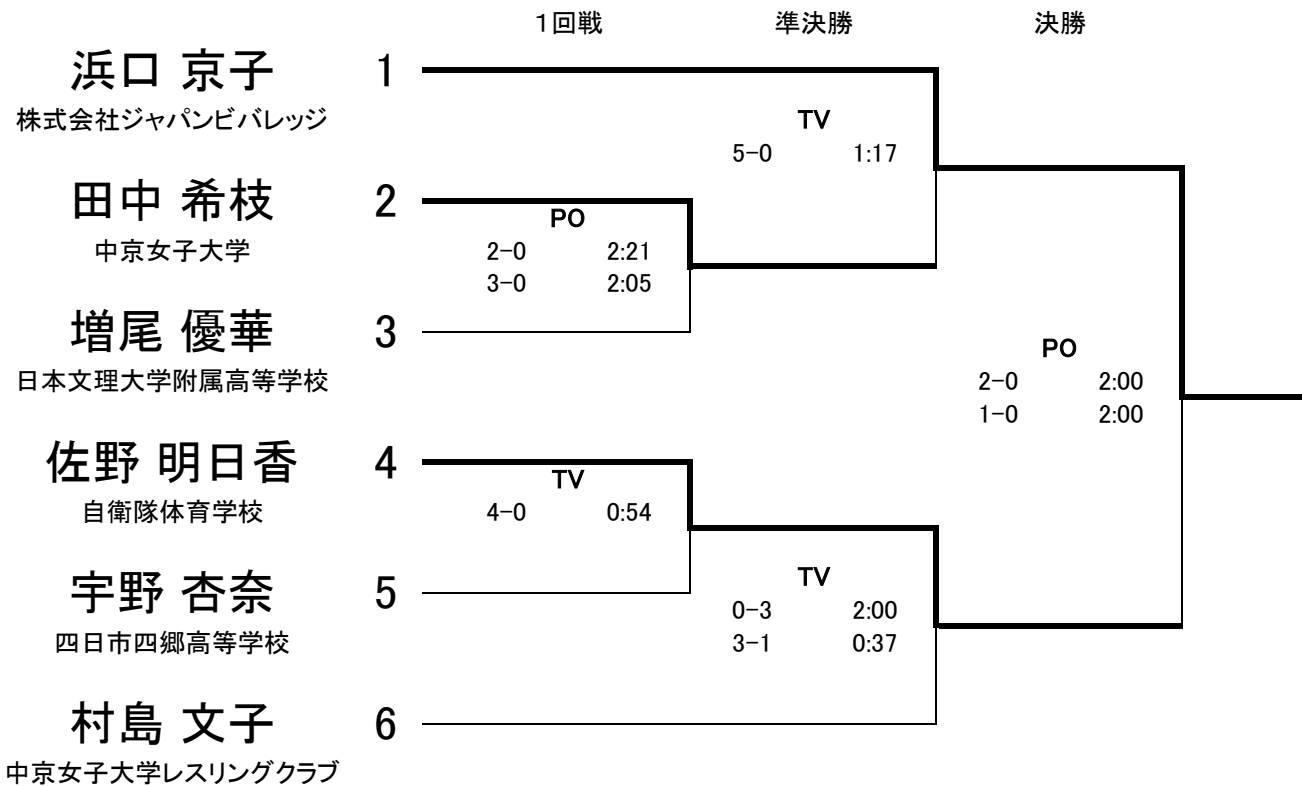 1回戦 準決勝 決勝
浜口 京子 1
株式会社ジャパンビバレッジ
TV
5-0 1:17
田中 希枝 2
中京女子大学
PO
2-0 2:21
3-0 2:05
増尾 優華 3
日本文理大学附属高等学校
PO
2-0 2:00
1-0 2:00
佐野 明日香 4
自衛隊体育学校
TV
4-0 0:54
宇野 杏奈 5
四日市四郷高等学校
TV
0-3 2:00
3-1 0:37
村島 文子 6
中京女子大学レスリングクラブ